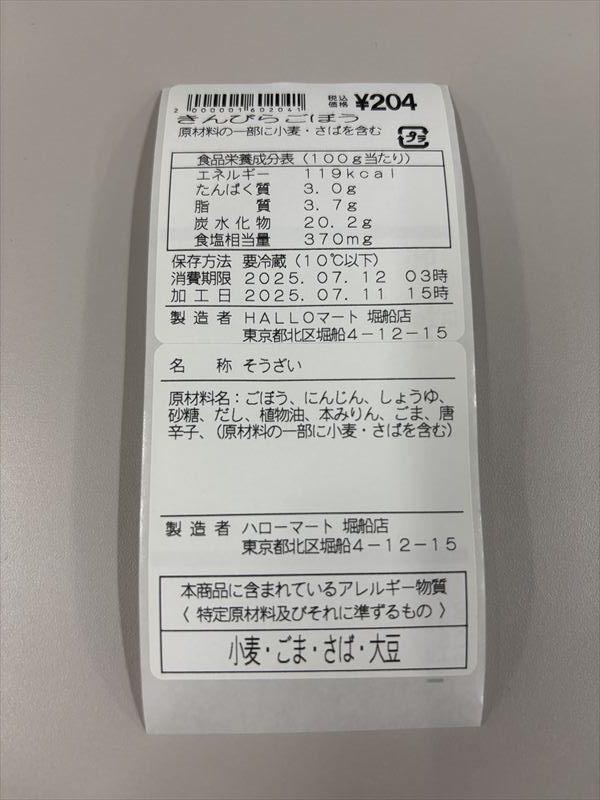 2 000001 602041
税込価格 ¥204
きんぴらごぼう
原材料の一部に小麦・さばを含む
プラ
食品栄養成分表(100g当たり)
エネルギー 119kcal
たんぱく質 3.0g
脂質 3.7g
炭水化物 20.2g
食塩相当量 370mg
保存方法 要冷蔵(10℃以下)
消費期限 2025.07.12 03時
加工日 2025.07.11 15時
製造者 HALLOマート 堀船店
東京都北区堀船4-12-15
名称 そうざい
原材料名:ごぼう、にんじん、しょうゆ、
砂糖、だし、植物油、本みりん、ごま、唐
辛子、(原材料の一部に小麦・さばを含む)
製造者 ハローマート 堀船店
東京都北区堀船4-12-15
本商品に含まれているアレルギー物質
〈 特定原材料及びそれに準ずるもの 〉
小麦・ごま・さば・大豆